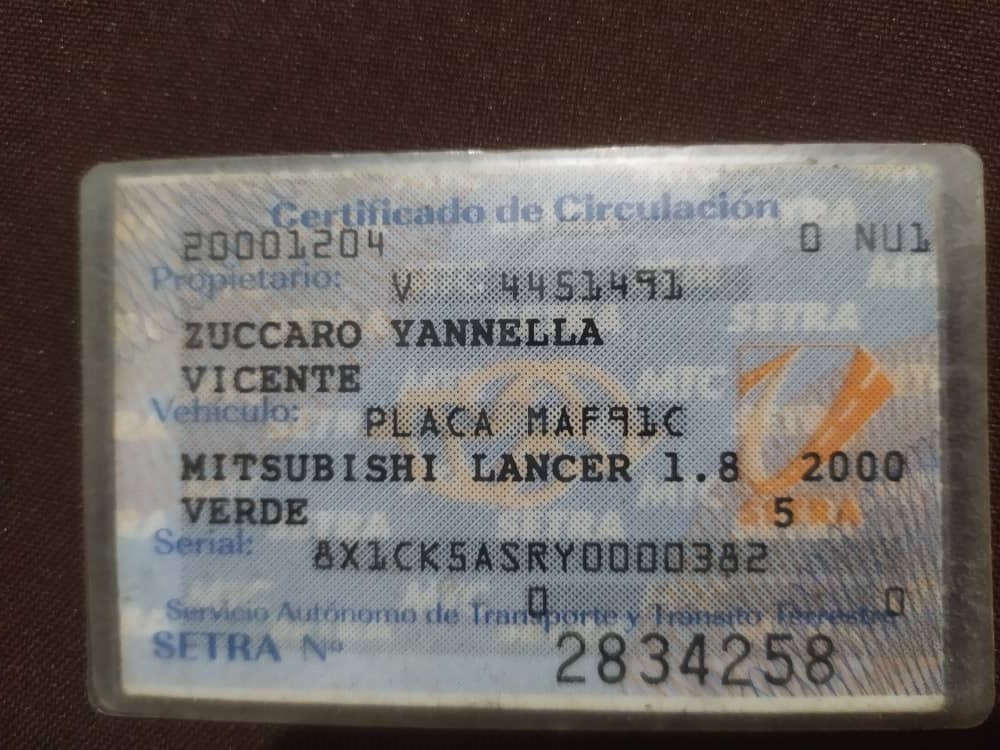 Certificado de Circulación
20001204 0 NU1
Propietario: V 4451491
ZUCCARO YANNELLA
VICENTE
Vehiculo: PLACA MAF91C
MITSUBISHI LANCER 1.8 2000
VERDE 5
Serial: 8X1CK5ASRY0000382
0 0
Servicio Autónomo de Transporte y Transito Terrestre
SETRA Nº 2834258